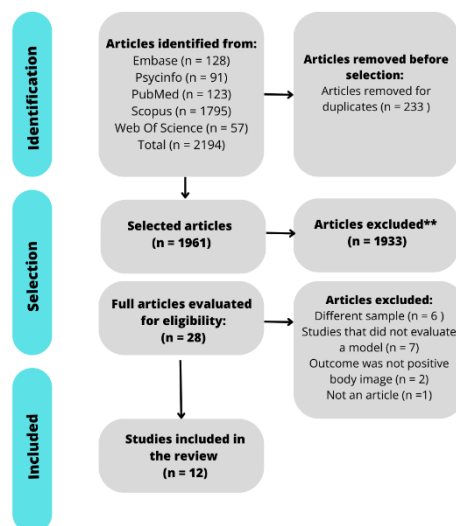 Identification
Articles identified from:
Embase (n = 128)
Psycinfo (n = 91)
PubMed (n = 123)
Scopus (n = 1795)
Web Of Science (n = 57)
Total (n = 2194)
Articles removed before
selection:
Articles removed for
duplicates (n = 233 )
Selection
Selected articles
(n = 1961)
Articles excluded**
(n = 1933)
Full articles evaluated
for eligibility:
(n = 28)
Articles excluded:
Different sample (n = 6 )
Studies that did not evaluate
a model (n = 7)
Outcome was not positive
body image (n = 2)
Not an article (n =1)
Included
Studies included in
the review
(n = 12)